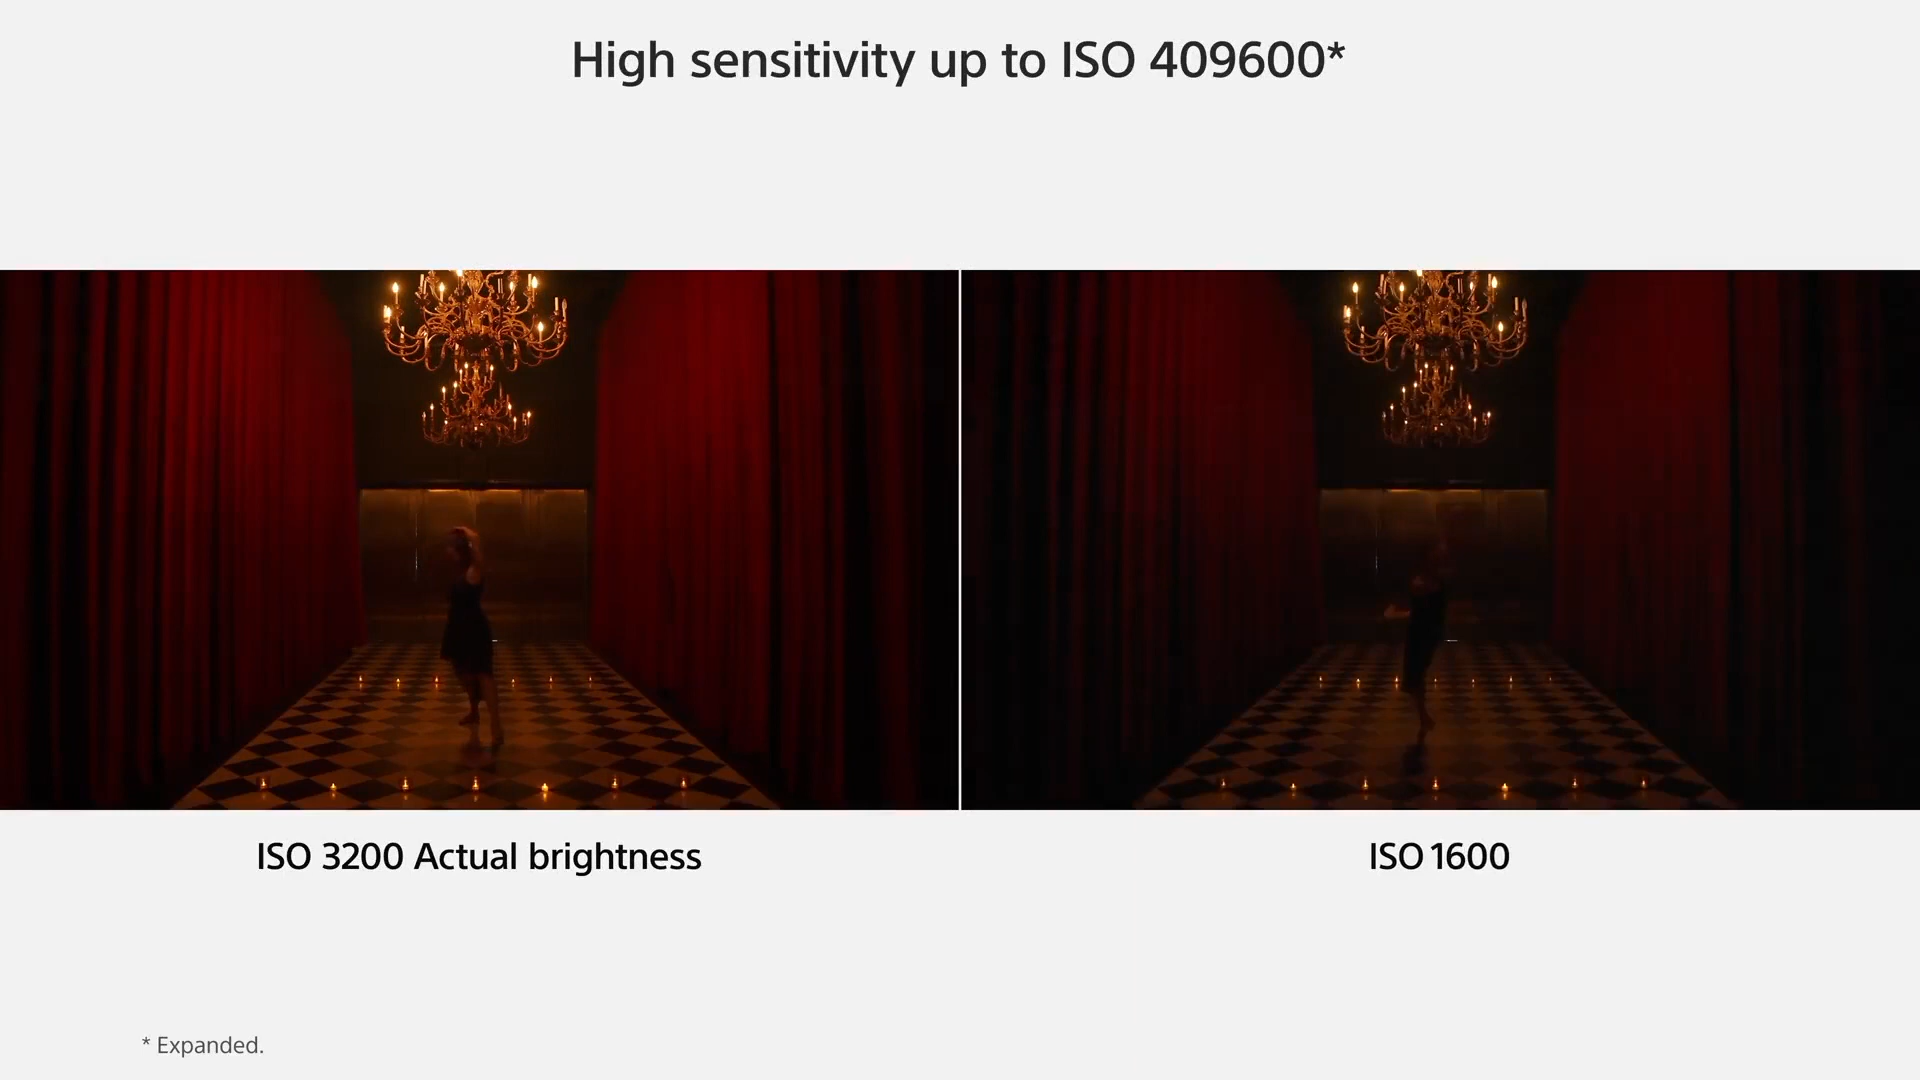 High sensitivity up to ISO 409600*
ISO 3200 Actual brightness
ISO 1600
* Expanded.